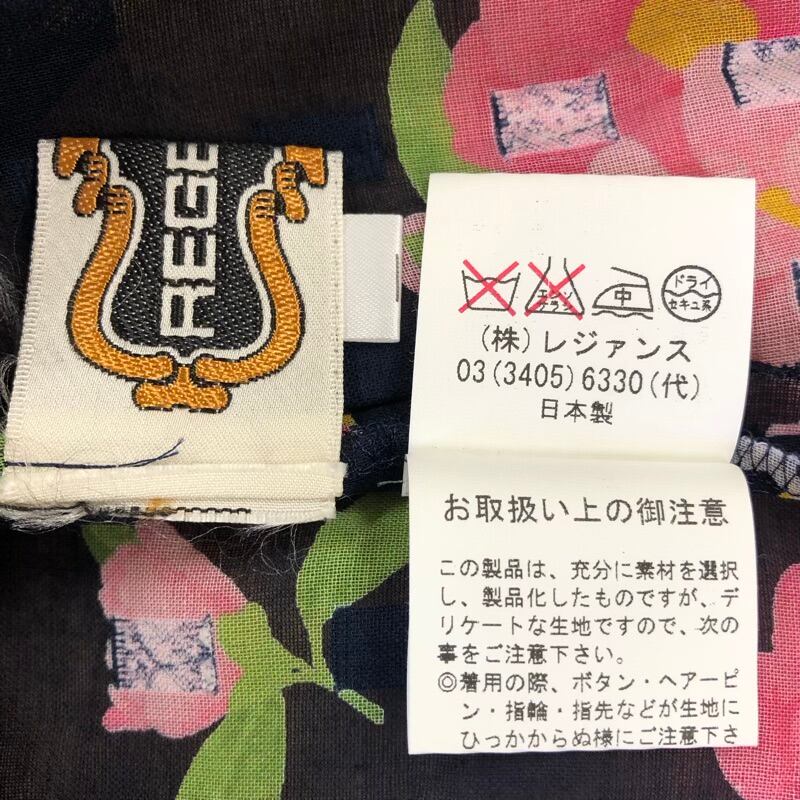 REGE
中
ドライ
セキユ系
(株)レジァンス
03(3405)6330(代)
日本製
お取扱い上の御注意
この製品は、充分に素材を選択
し、製品化したものですが、デ
リケートな生地ですので、次の
事をご注意下さい。
◎着用の際、ボタン・ヘアーピ
ン・指輪・指先などが生地に
ひっかからぬ様にご注意下さ